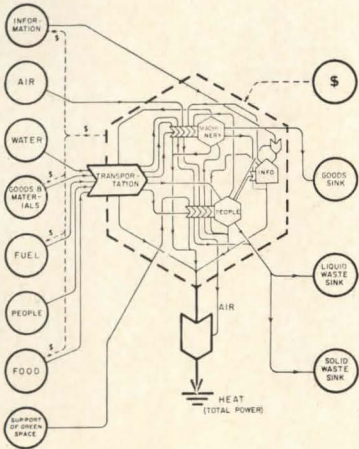 INFOR-
MATION
$
AIR
$
$
WATER
MACHI-
NERY
$
TRANSPOR-
TATION
INFO.
GOODS
SINK
GOODS &
MATER-
IALS
PEOPLE
FUEL
$
LIQUID
WASTE
SINK
PEOPLE
AIR
FOOD
$
SOLID
WASTE
SINK
HEAT
(TOTAL POWER)
SUPPORT
OF GREEN
SPACE